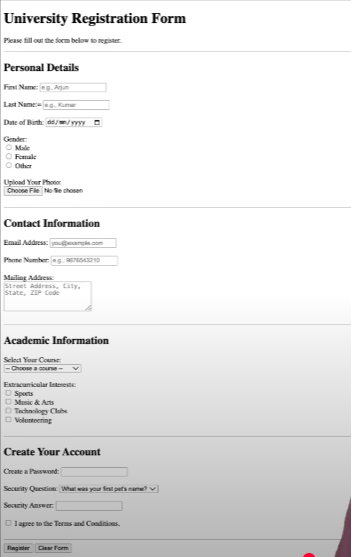 University Registration Form
Please fill out the form below to register.
Personal Details
First Name: e.g., Arjun
Last Name:= e.g., Kumar
Date of Birth: dd/mm/yyyy
Gender:
Male
Female
Other
Upload Your Photo:
Choose File No file chosen
Contact Information
Email Address: you@example.com
Phone Number: e.g., 9876543210
Mailing Address:
Street Address, City,
State, ZIP Code
Academic Information
Select Your Course:
-- Choose a course --
Extracurricular Interests:
Sports
Music & Arts
Technology Clubs
Volunteering
Create Your Account
Create a Password:
Security Question: What was your first pet's name?
Security Answer:
I agree to the Terms and Conditions.
Register Clear Form